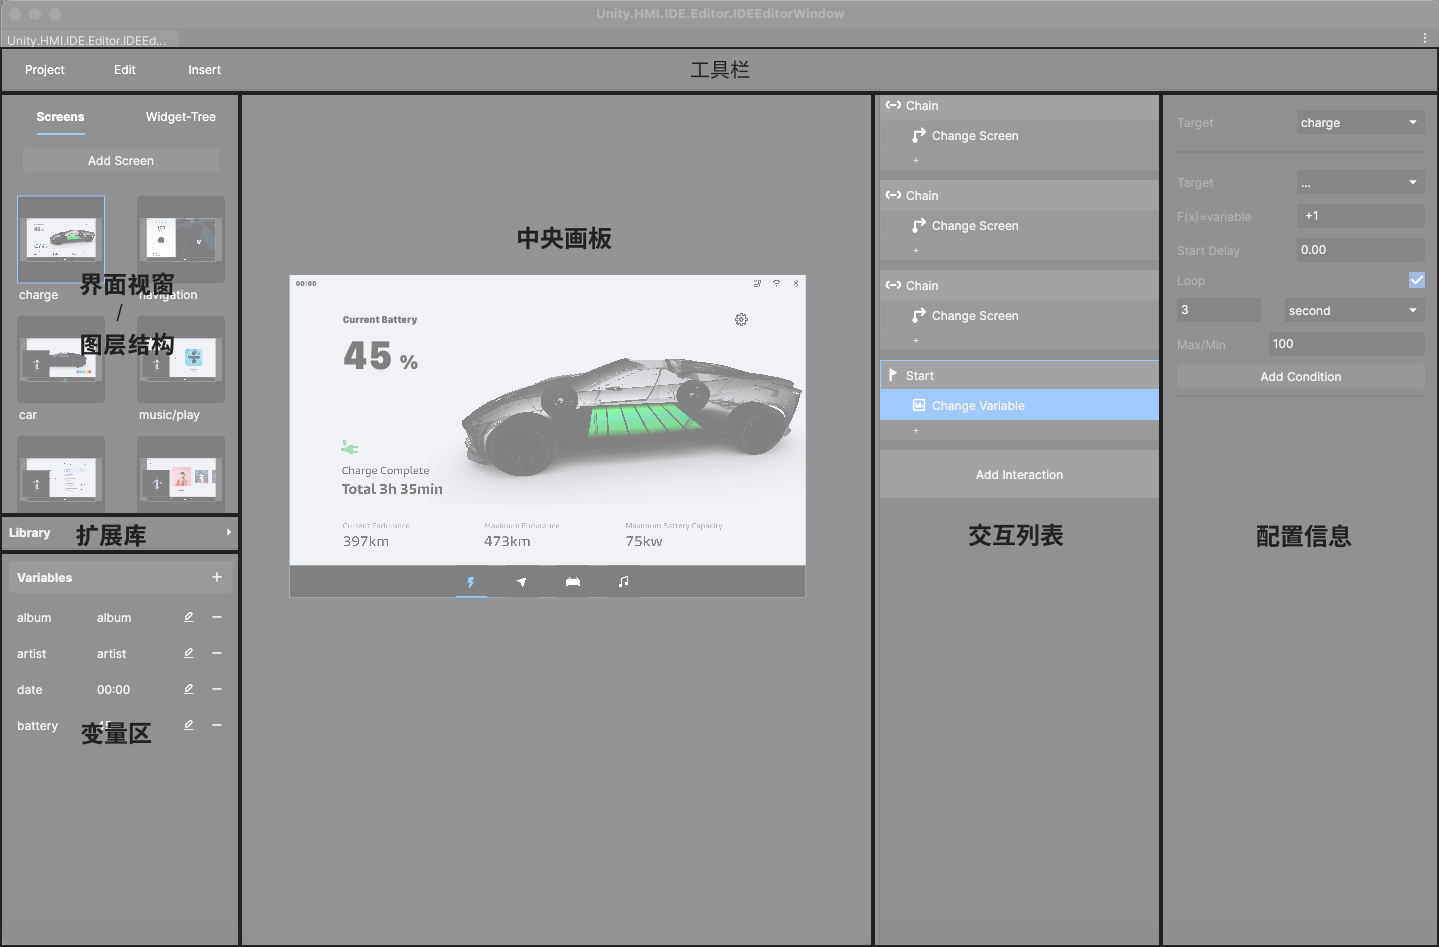 Unity.HMI.IDE.Editor.IDEEditorWindow
Unity.HMI.IDE.Editor.IDEEd...
Project
Edit
Insert
工具栏
Screens
Widget-Tree
Add Screen
界面视窗
/
图层结构
charge
navigation
car
music/play
Library
扩展库
Variables
+
album
album
artist
artist
date
00:00
battery
变量区
中央画板
00:00
Current Battery
45 %
Charge Complete
Total 3h 35min
Current Endurance
Maximum Endurance
Maximum Battery Capacity
397km
473km
75kw
Chain
Change Screen
+
Chain
Change Screen
+
Chain
Change Screen
+
Start
Change Variable
+
Add Interaction
交互列表
Target
charge
Target
...
F(x)=variable
+1
Start Delay
0.00
Loop
3
second
Max/Min
100
Add Condition
配置信息